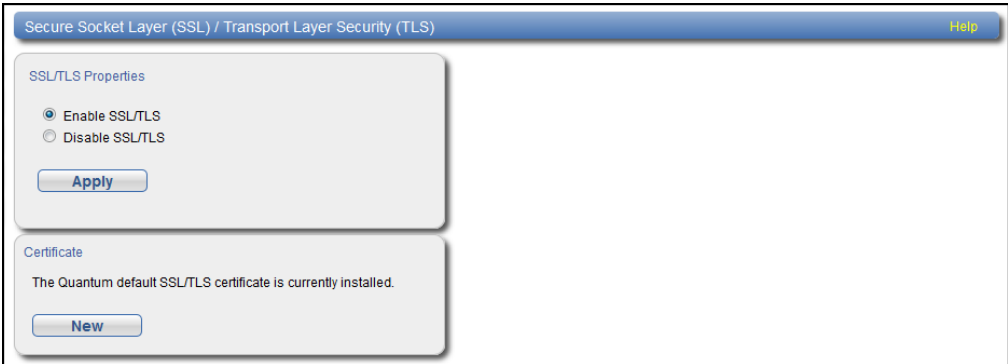 Secure Socket Layer (SSL) / Transport Layer Security (TLS) Help
SSL/TLS Properties
Enable SSL/TLS
Disable SSL/TLS
Apply
Certificate
The Quantum default SSL/TLS certificate is currently installed.
New